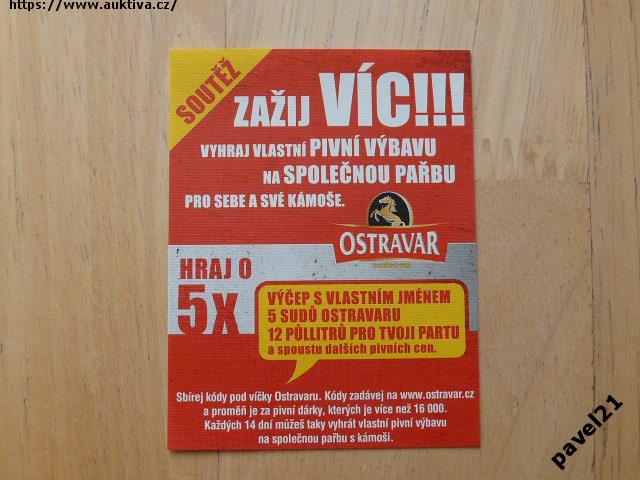 https://www.auktiva.cz/
SOUTĚŽ
ZAŽIJ VÍC!!!
VYHRAJ VLASTNÍ PIVNÍ VÝBAVU
NA SPOLEČNOU PAŘBU
PRO SEBE A SVÉ KÁMOŠE.
OSTRAVAR
HRAJ O
5X
VÝČEP S VLASTNÍM JMÉNEM
5 SUDŮ OSTRAVARU
12 PŮLLITRŮ PRO TVOJI PARTU
a spoustu dalších pivních cen.
Sbírej kódy pod víčky Ostravaru. Kódy zadávej na www.ostravar.cz
a proměň je za pivní dárky, kterých je více než 16 000.
Každých 14 dní můžeš taky vyhrát vlastní pivní výbavu
na společnou pařbu s kámoši.
pavel21